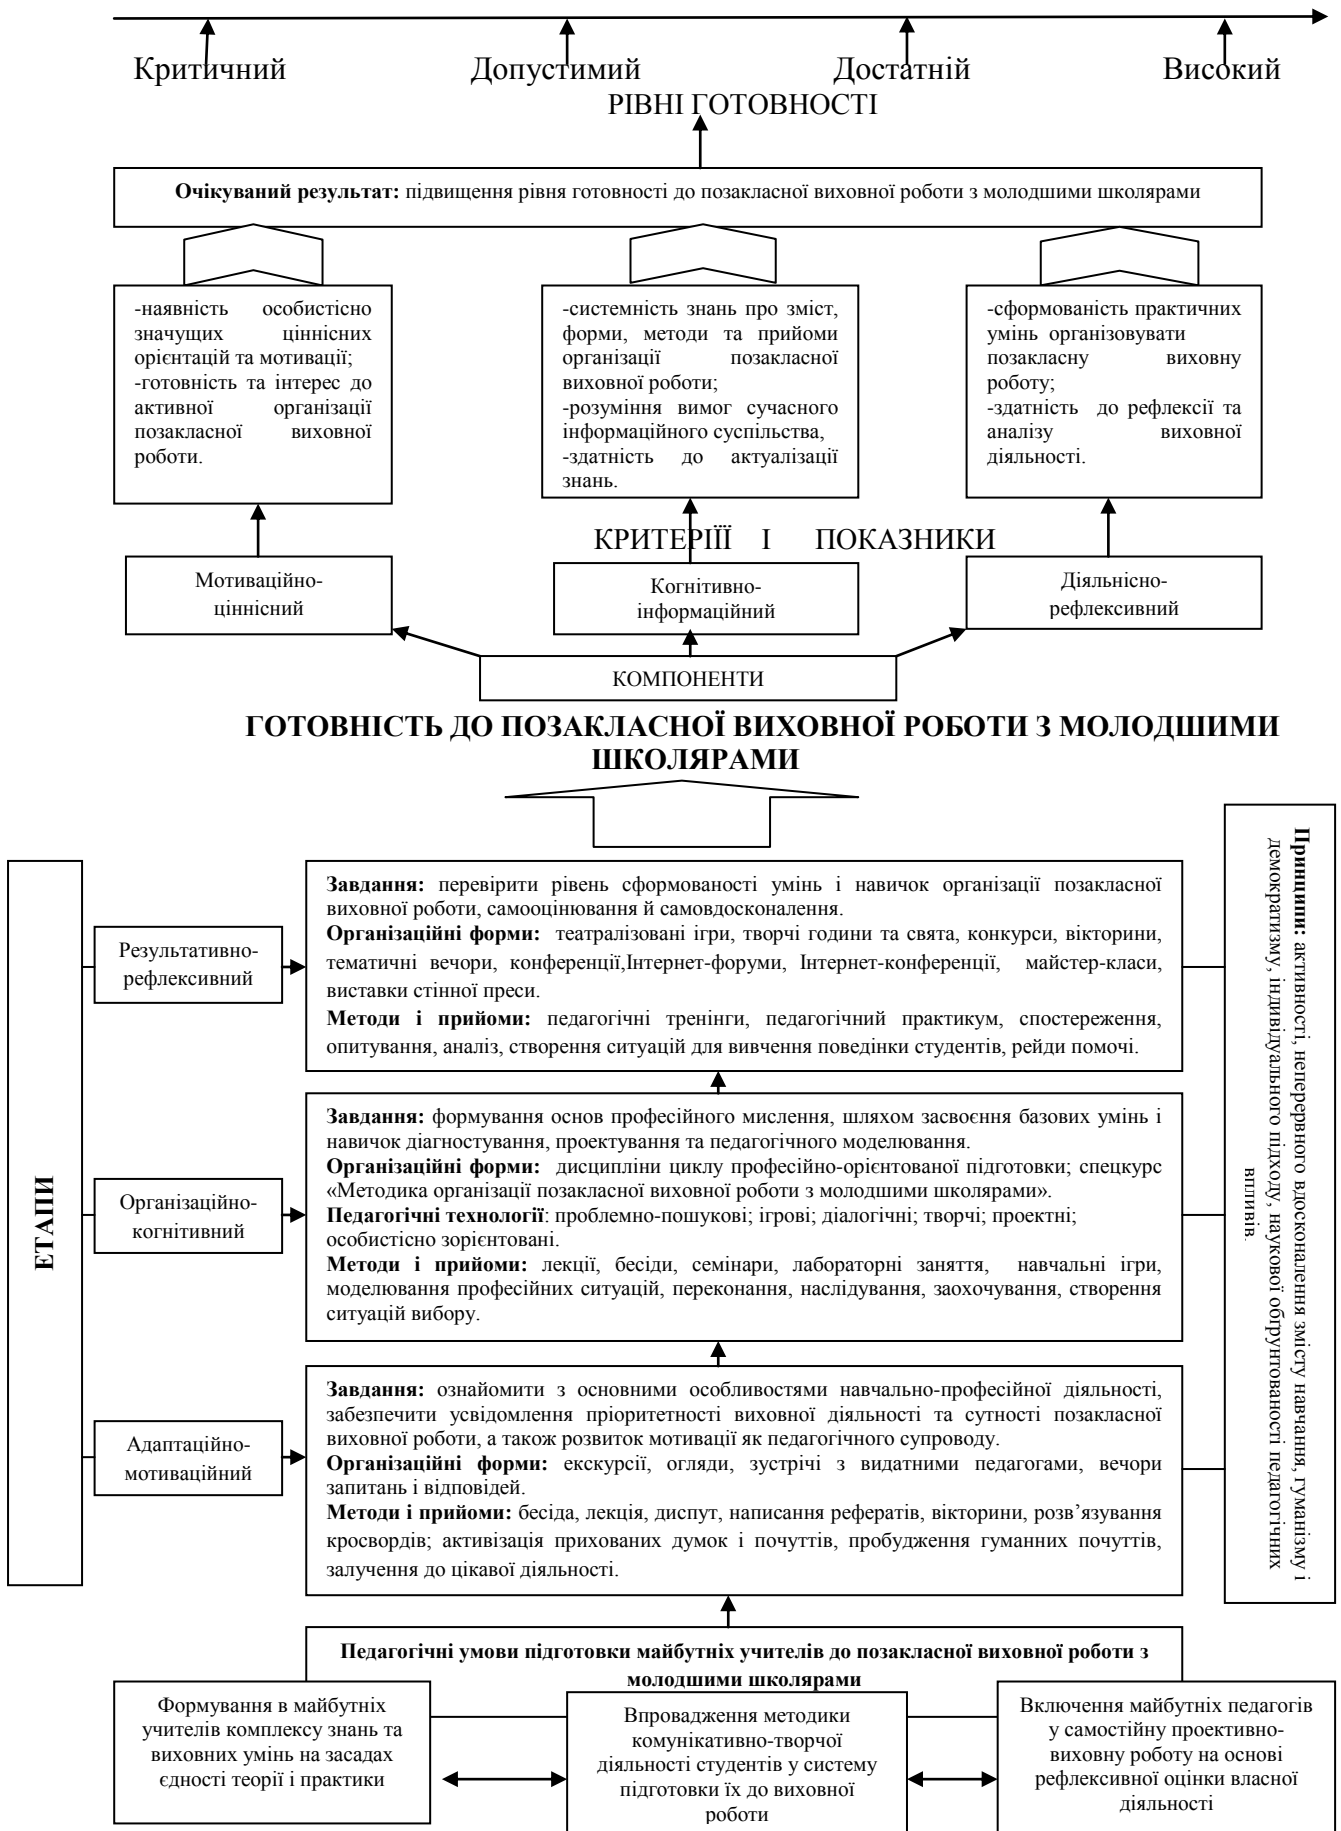 Критичний Допустимий Достатній Високий
РІВНІ ГОТОВНОСТІ
Очікуваний результат: підвищення рівня готовності до позакласної виховної роботи з молодшими школярами
-наявність особистісно
значущих ціннісних
орієнтацій та мотивації;
-готовність та інтерес до
активної організації
позакласної виховної
роботи.
-системність знань про зміст,
форми, методи та прийоми
організації позакласної
виховної роботи;
-розуміння вимог сучасного
інформаційного суспільства,
-здатність до актуалізації
знань.
-сформованість практичних
умінь організовувати
позакласну виховну
роботу;
-здатність до рефлексії та
аналізу виховної
діяльності.
КРИТЕРІЇЇ І ПОКАЗНИКИ
Мотиваційно-
ціннісний
Когнітивно-
інформаційний
Діяльнісно-
рефлексивний
КОМПОНЕНТИ
ГОТОВНІСТЬ ДО ПОЗАКЛАСНОЇ ВИХОВНОЇ РОБОТИ З МОЛОДШИМИ
ШКОЛЯРАМИ
ЕТАПИ
Результативно-
рефлексивний
Завдання: перевірити рівень сформованості умінь і навичок організації позакласної
виховної роботи, самооцінювання й самовдосконалення.
Організаційні форми: театралізовані ігри, творчі години та свята, конкурси, вікторини,
тематичні вечори, конференції,Інтернет-форуми, Інтернет-конференції, майстер-класи,
виставки стінної преси.
Методи і прийоми: педагогічні тренінги, педагогічний практикум, спостереження,
опитування, аналіз, створення ситуацій для вивчення поведінки студентів, рейди помочі.
Організаційно-
когнітивний
Завдання: формування основ професійного мислення, шляхом засвоєння базових умінь і
навичок діагностування, проектування та педагогічного моделювання.
Організаційні форми: дисципліни циклу професійно-орієнтованої підготовки; спецкурс
«Методика організації позакласної виховної роботи з молодшими школярами».
Педагогічні технології: проблемно-пошукові; ігрові; діалогічні; творчі; проектні;
особистісно зорієнтовані.
Методи і прийоми: лекції, бесіди, семінари, лабораторні заняття, навчальні ігри,
моделювання професійних ситуацій, переконання, наслідування, заохочування, створення
ситуацій вибору.
Адаптаційно-
мотиваційний
Завдання: ознайомити з основними особливостями навчально-професійної діяльності,
забезпечити усвідомлення пріоритетності виховної діяльності та сутності позакласної
виховної роботи, а також розвиток мотивації як педагогічного супроводу.
Організаційні форми: екскурсії, огляди, зустрічі з видатними педагогами, вечори
запитань і відповідей.
Методи і прийоми: бесіда, лекція, диспут, написання рефератів, вікторини, розв’язування
кросвордів; активізація прихованих думок і почуттів, пробудження гуманних почуттів,
залучення до цікавої діяльності.
Принципи: активності, неперервного вдосконалення змісту навчання, гуманізму і
демократизму, індивідуального підходу, наукової обґрунтованості педагогічних
впливів.
Педагогічні умови підготовки майбутніх учителів до позакласної виховної роботи з
молодшими школярами
Формування в майбутніх
учителів комплексу знань та
виховних умінь на засадах
єдності теорії і практики
Впровадження методики
комунікативно-творчої
діяльності студентів у систему
підготовки їх до виховної
роботи
Включення майбутніх педагогів
у самостійну проективно-
виховну роботу на основі
рефлексивної оцінки власної
діяльності